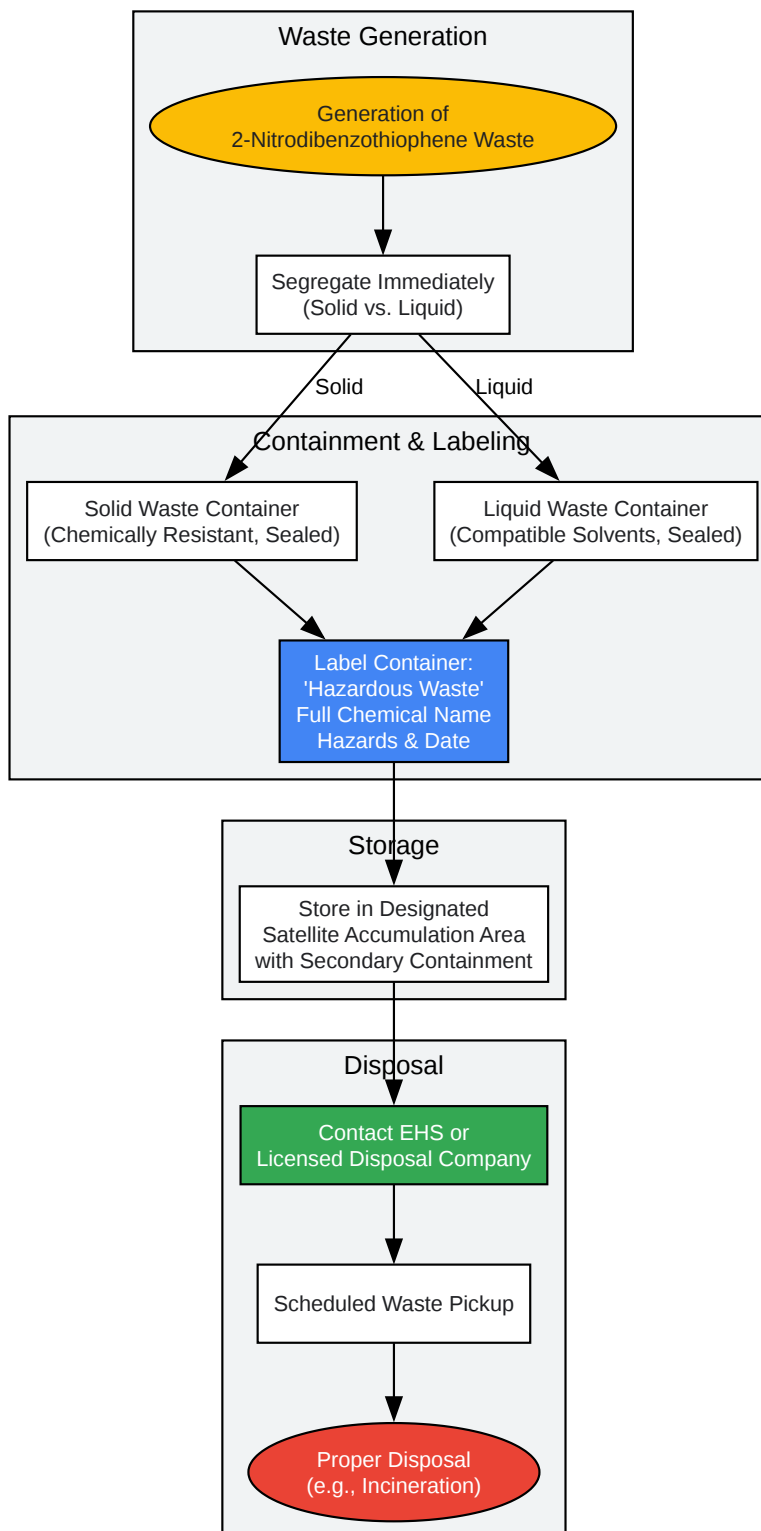 Waste Generation
Generation of
2-Nitrodibenzothiophene Waste
Segregate Immediately
(Solid vs. Liquid)
Solid
Liquid
Containment & Labeling
Solid Waste Container
(Chemically Resistant, Sealed)
Liquid Waste Container
(Compatible Solvents, Sealed)
Label Container:
'Hazardous Waste'
Full Chemical Name
Hazards & Date
Storage
Store in Designated
Satellite Accumulation Area
with Secondary Containment
Disposal
Contact EHS or
Licensed Disposal Company
Scheduled Waste Pickup
Proper Disposal
(e.g., Incineration)